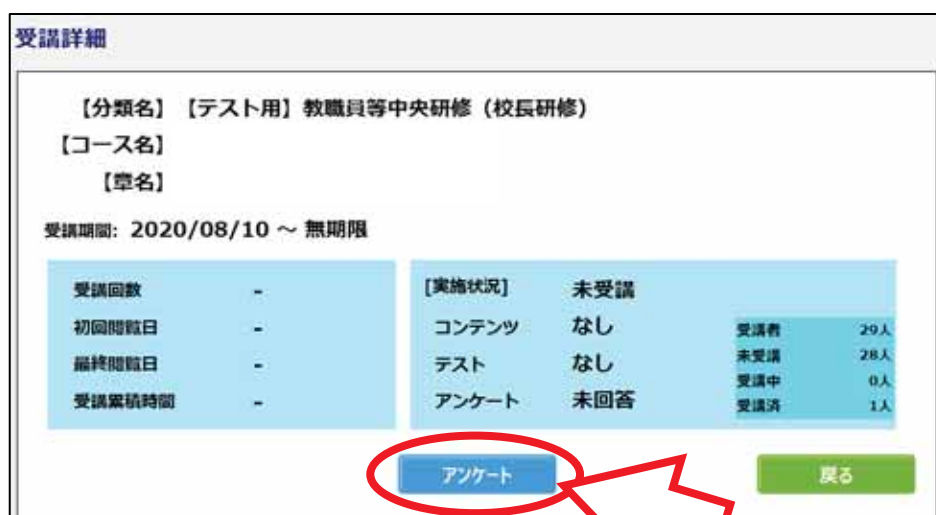 受講詳細
【分類名】【テスト用】教職員等中央研修（校長研修）
【コース名】
【章名】
受講期間: 2020/08/10 ～ 無期限
受講回数 -
初回閲覧日 -
最終閲覧日 -
受講累積時間 -
[実施状況] 未受講
コンテンツ なし
テスト なし
アンケート 未回答
受講者 29人
未受講 28人
受講中 0人
受講済 1人
アンケート
戻る